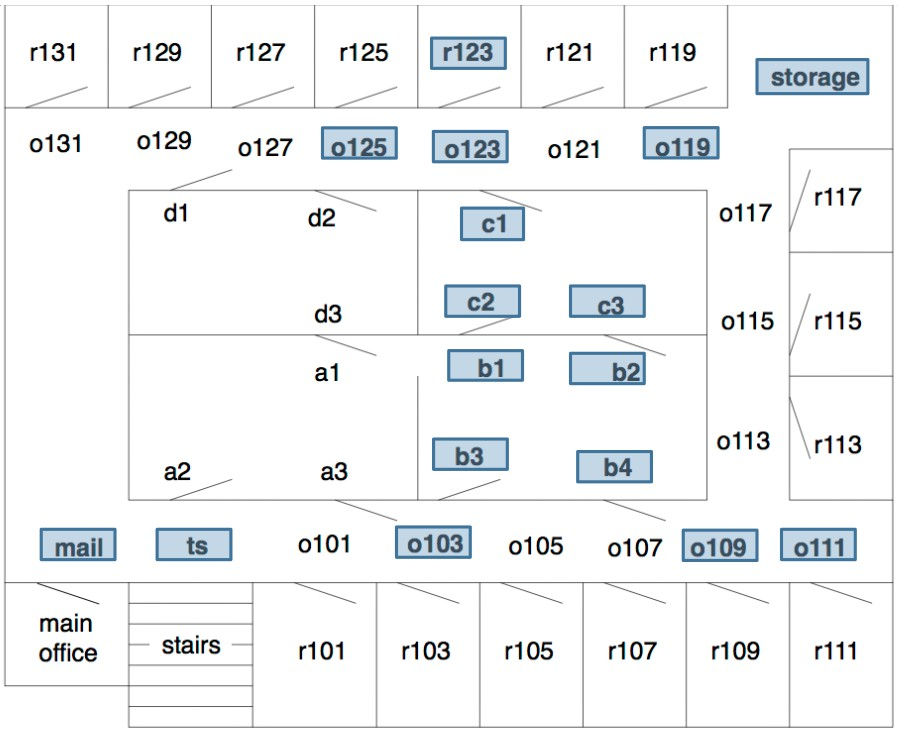 r131 r129 r127 r125 r123 r121 r119
storage
o131 o129 o127 o125 o123 o121 o119
r117
d1 d2 c1 o117
d3 c2 c3 o115 r115
a1 b1 b2
a2 a3 b3 b4 o113 r113
mail ts o101 o103 o105 o107 o109 o111
main
office
stairs r101 r103 r105 r107 r109 r111